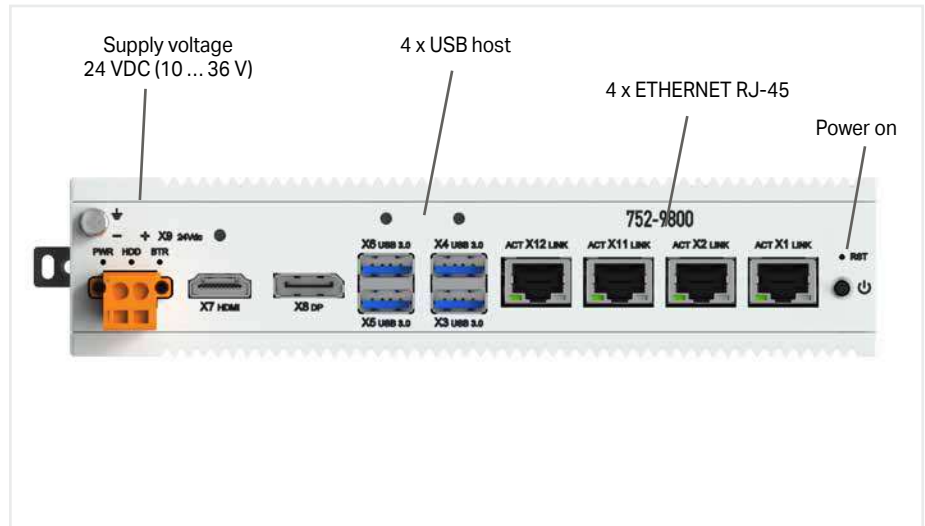 Supply voltage
24 VDC (10 ... 36 V)
4 x USB host
4 x ETHERNET RJ-45
Power on
752-9800
− + X9 24Vdc
PWR HDD BTR
X6 USB 3.0
X4 USB 3.0
ACT X12 LINK
ACT X11 LINK
ACT X2 LINK
ACT X1 LINK
RST
X7 HDMI
X8 DP
X5 USB 3.0
X3 USB 3.0